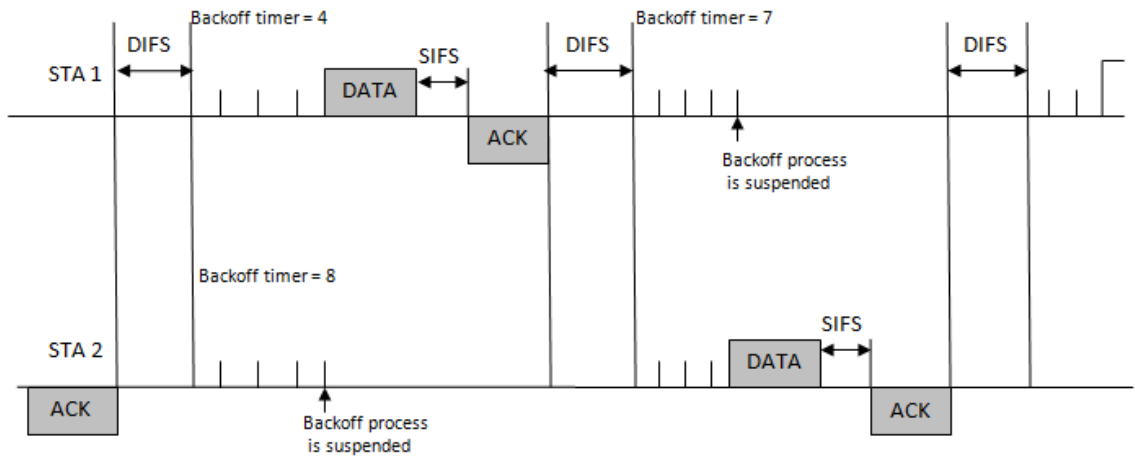 Backoff timer = 4
Backoff timer = 7
DIFS
SIFS
DIFS
DIFS
STA 1
DATA
ACK
Backoff process
is suspended
Backoff timer = 8
SIFS
STA 2
DATA
ACK
ACK
Backoff process
is suspended